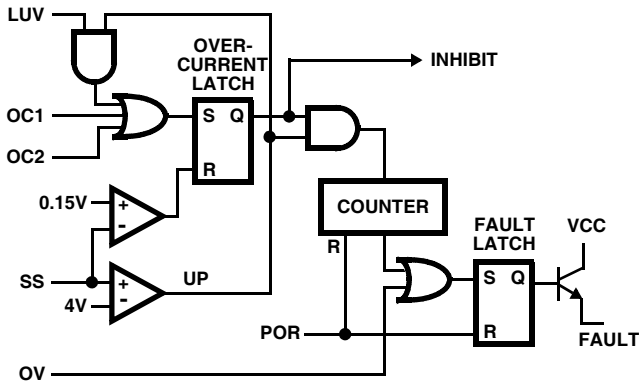 LUV
OVER-
CURRENT
LATCH
INHIBIT
OC1
S Q
OC2
R
0.15V
+
-
COUNTER
R
FAULT
LATCH
VCC
SS
+
-
4V
UP
S Q
POR
R
FAULT
OV